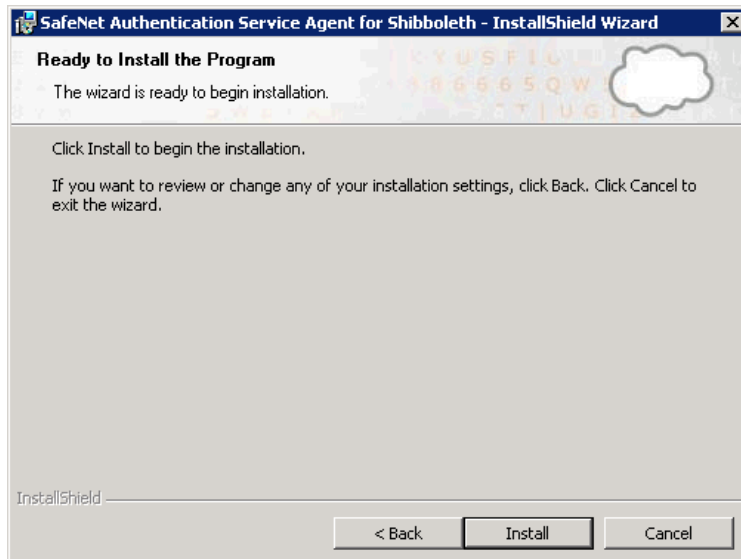 SafeNet Authentication Service Agent for Shibboleth - InstallShield Wizard
Ready to Install the Program
The wizard is ready to begin installation.
Click Install to begin the installation.
If you want to review or change any of your installation settings, click Back. Click Cancel to
exit the wizard.
InstallShield
< Back Install Cancel